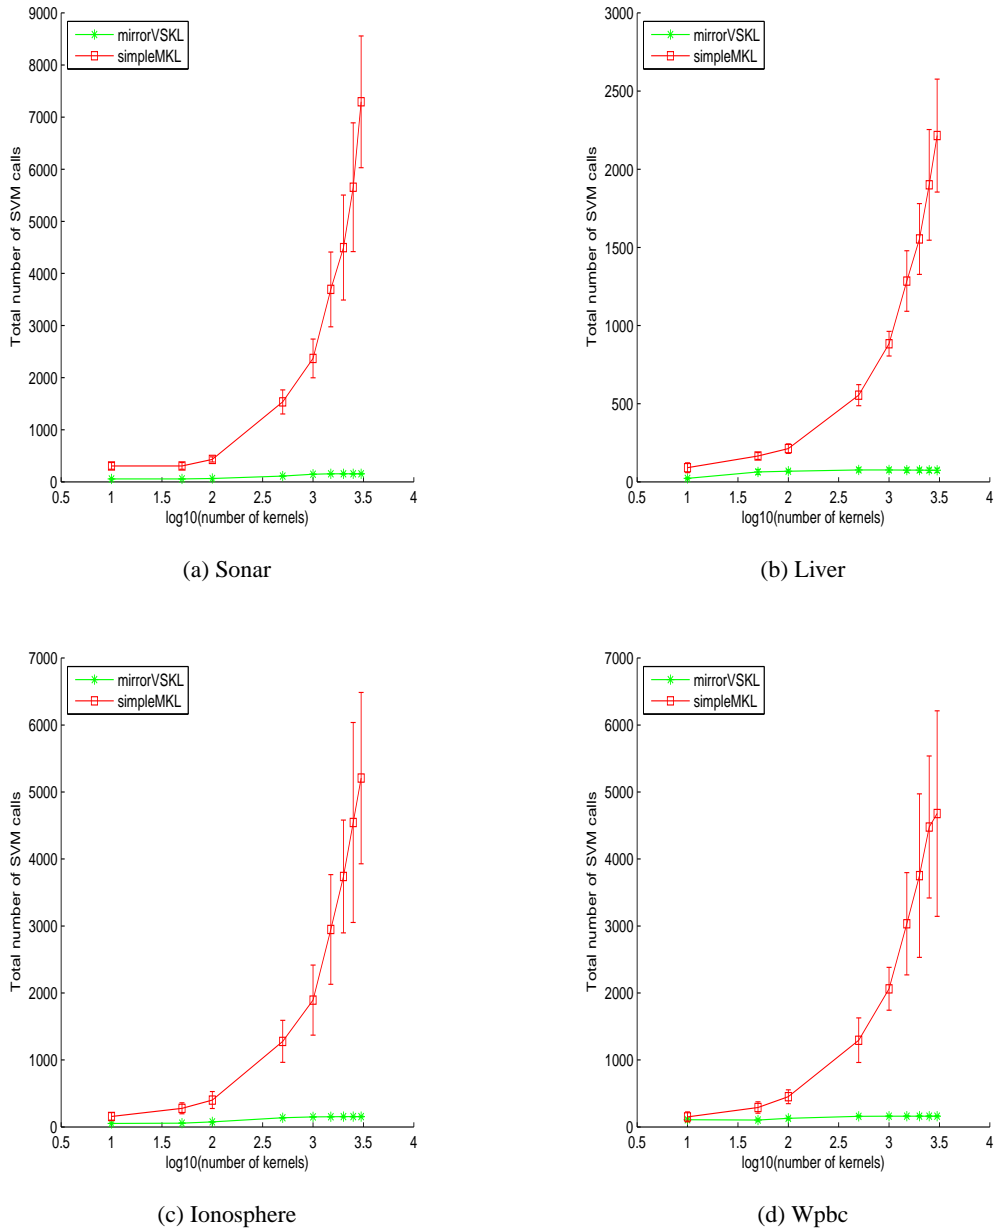 9000
8000
7000
6000
5000
4000
3000
2000
1000
0
Total number of SVM calls
mirrorVSKL
simpleMKL
0.5 1 1.5 2 2.5 3 3.5 4
log10(number of kernels)
(a) Sonar
3000
2500
2000
1500
1000
500
0
Total number of SVM calls
mirrorVSKL
simpleMKL
0.5 1 1.5 2 2.5 3 3.5 4
log10(number of kernels)
(b) Liver
7000
6000
5000
4000
3000
2000
1000
0
Total number of SVM calls
mirrorVSKL
simpleMKL
0.5 1 1.5 2 2.5 3 3.5 4
log10(number of kernels)
(c) Ionosphere
7000
6000
5000
4000
3000
2000
1000
0
Total number of SVM calls
mirrorVSKL
simpleMKL
0.5 1 1.5 2 2.5 3 3.5 4
log10(number of kernels)
(d) Wpbc